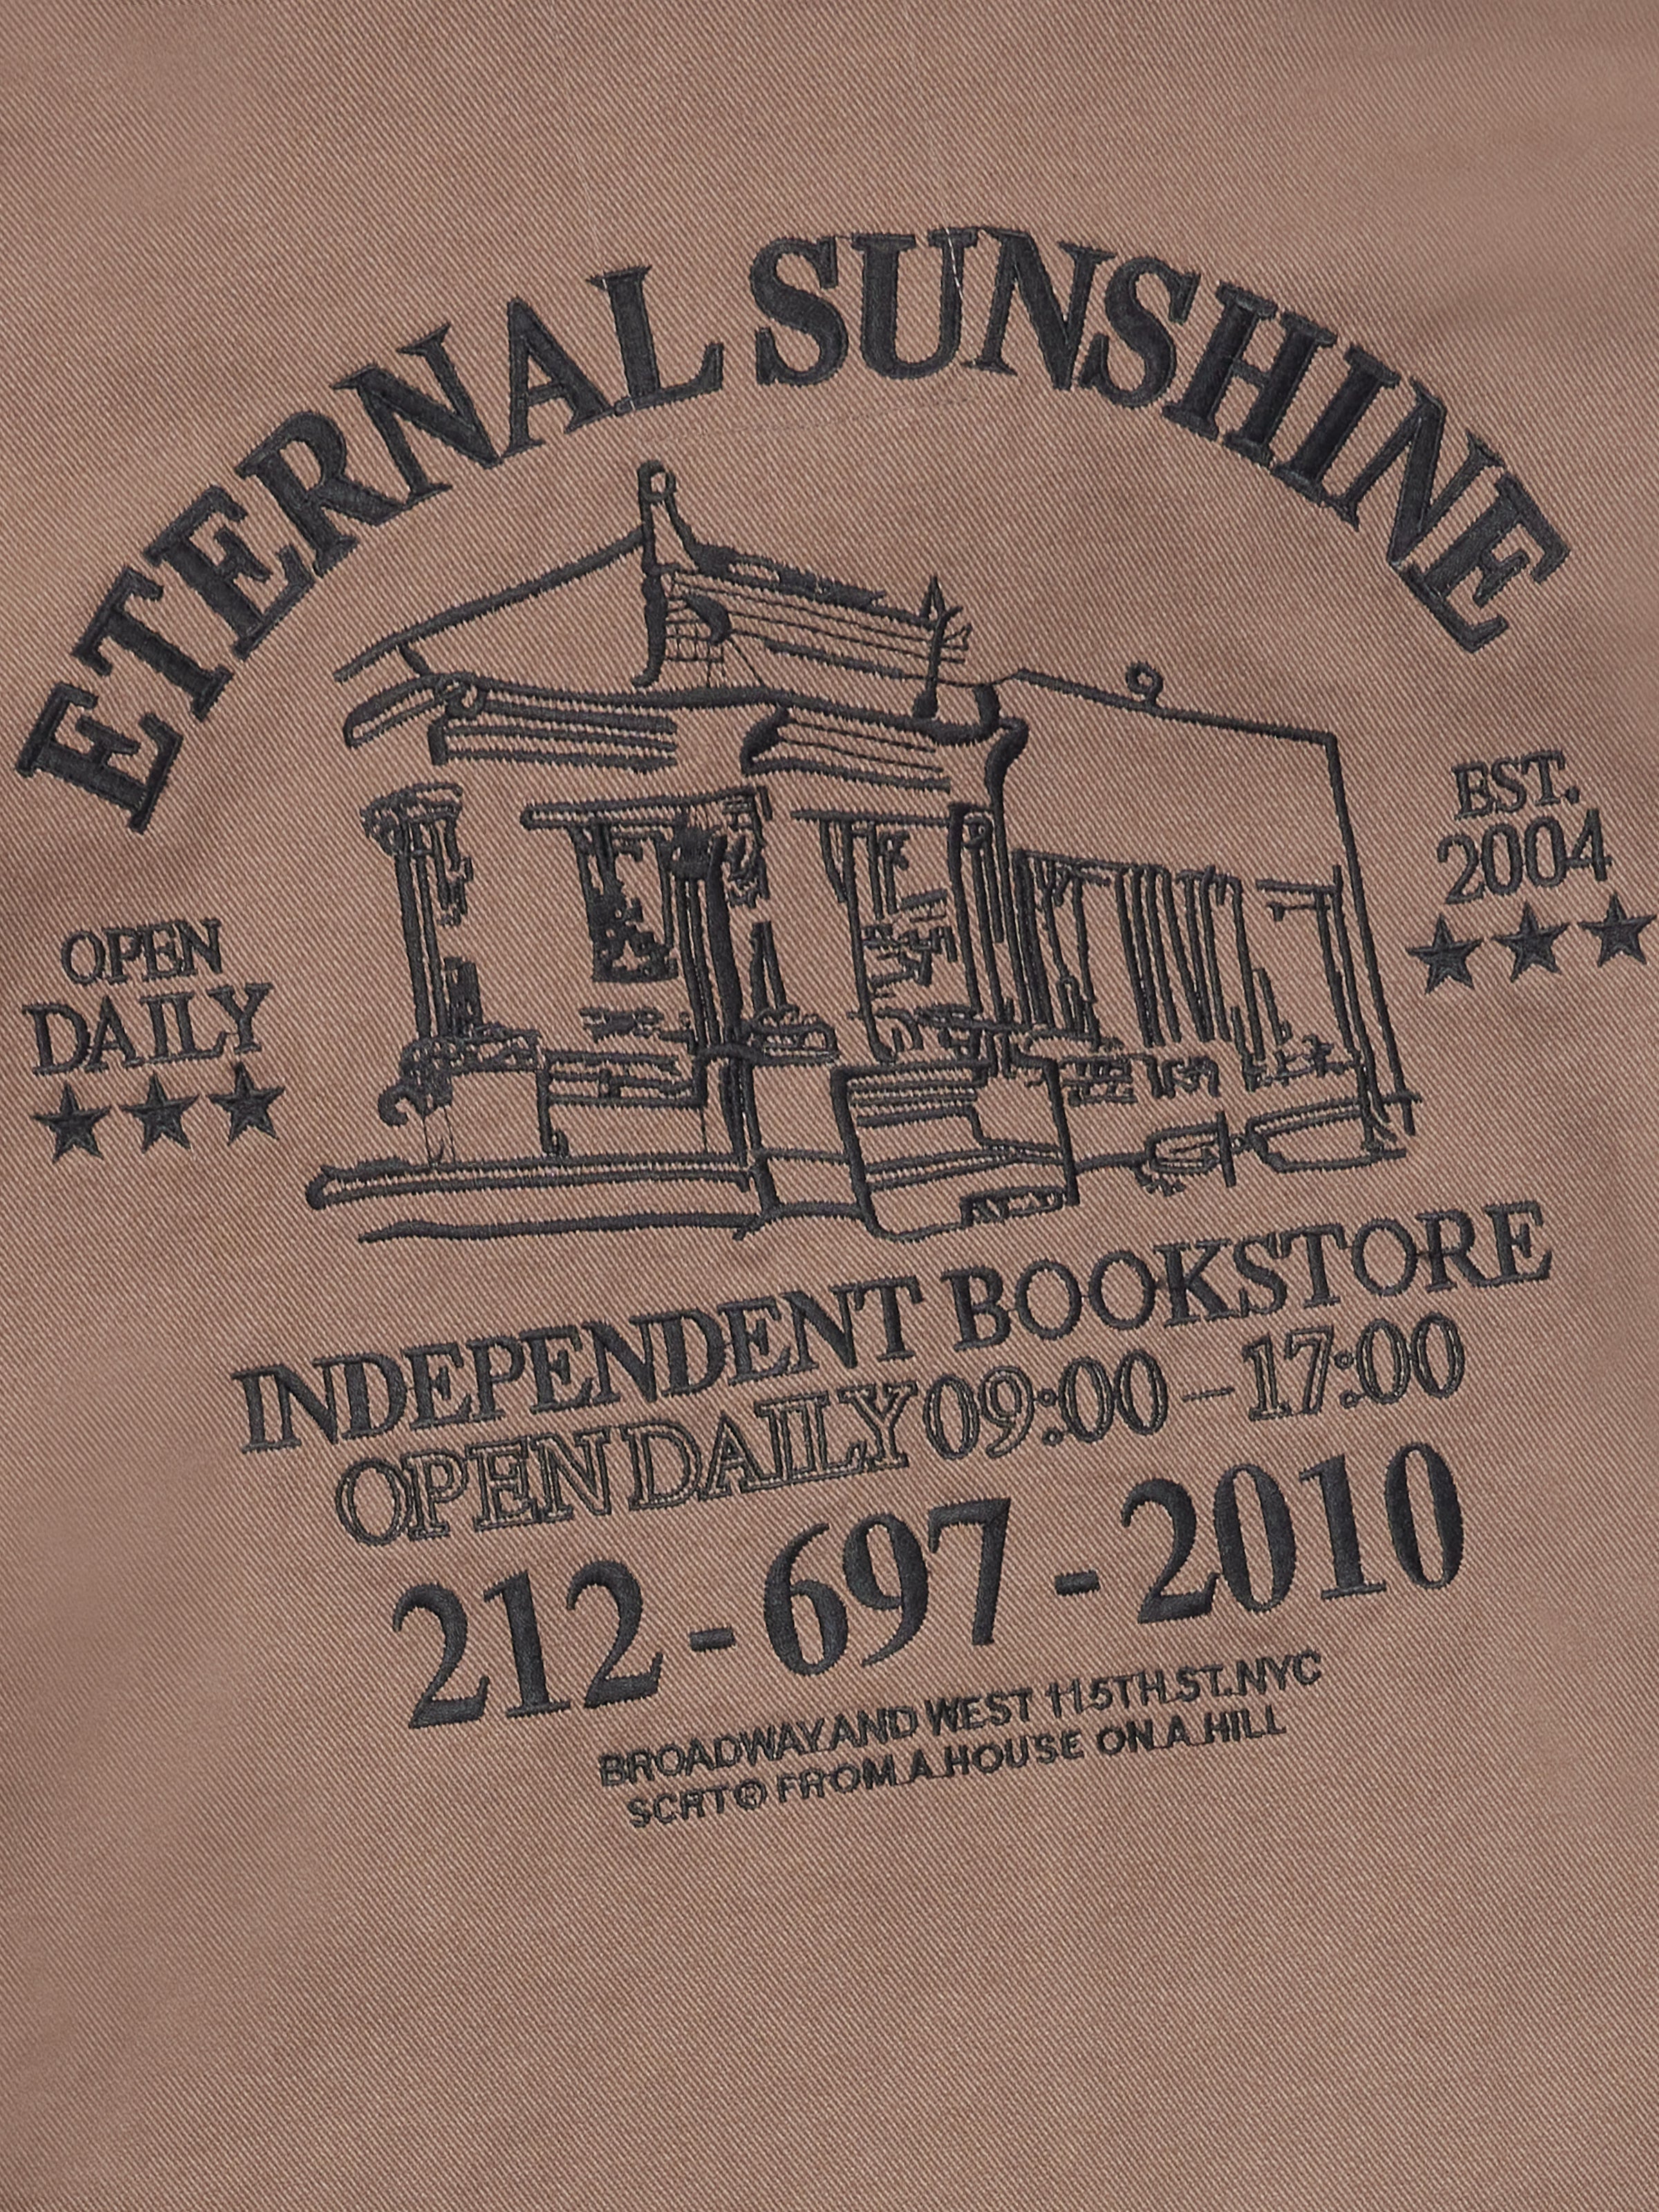 ETERNAL SUNSHINE
EST.
2004
OPEN
DAILY
INDEPENDENT BOOKSTORE
OPEN DAILY 09:00 - 17:00
212 - 697 - 2010
BROADWAY AND WEST 115TH ST. NYC
SCRT® FROM A HOUSE ON A HILL